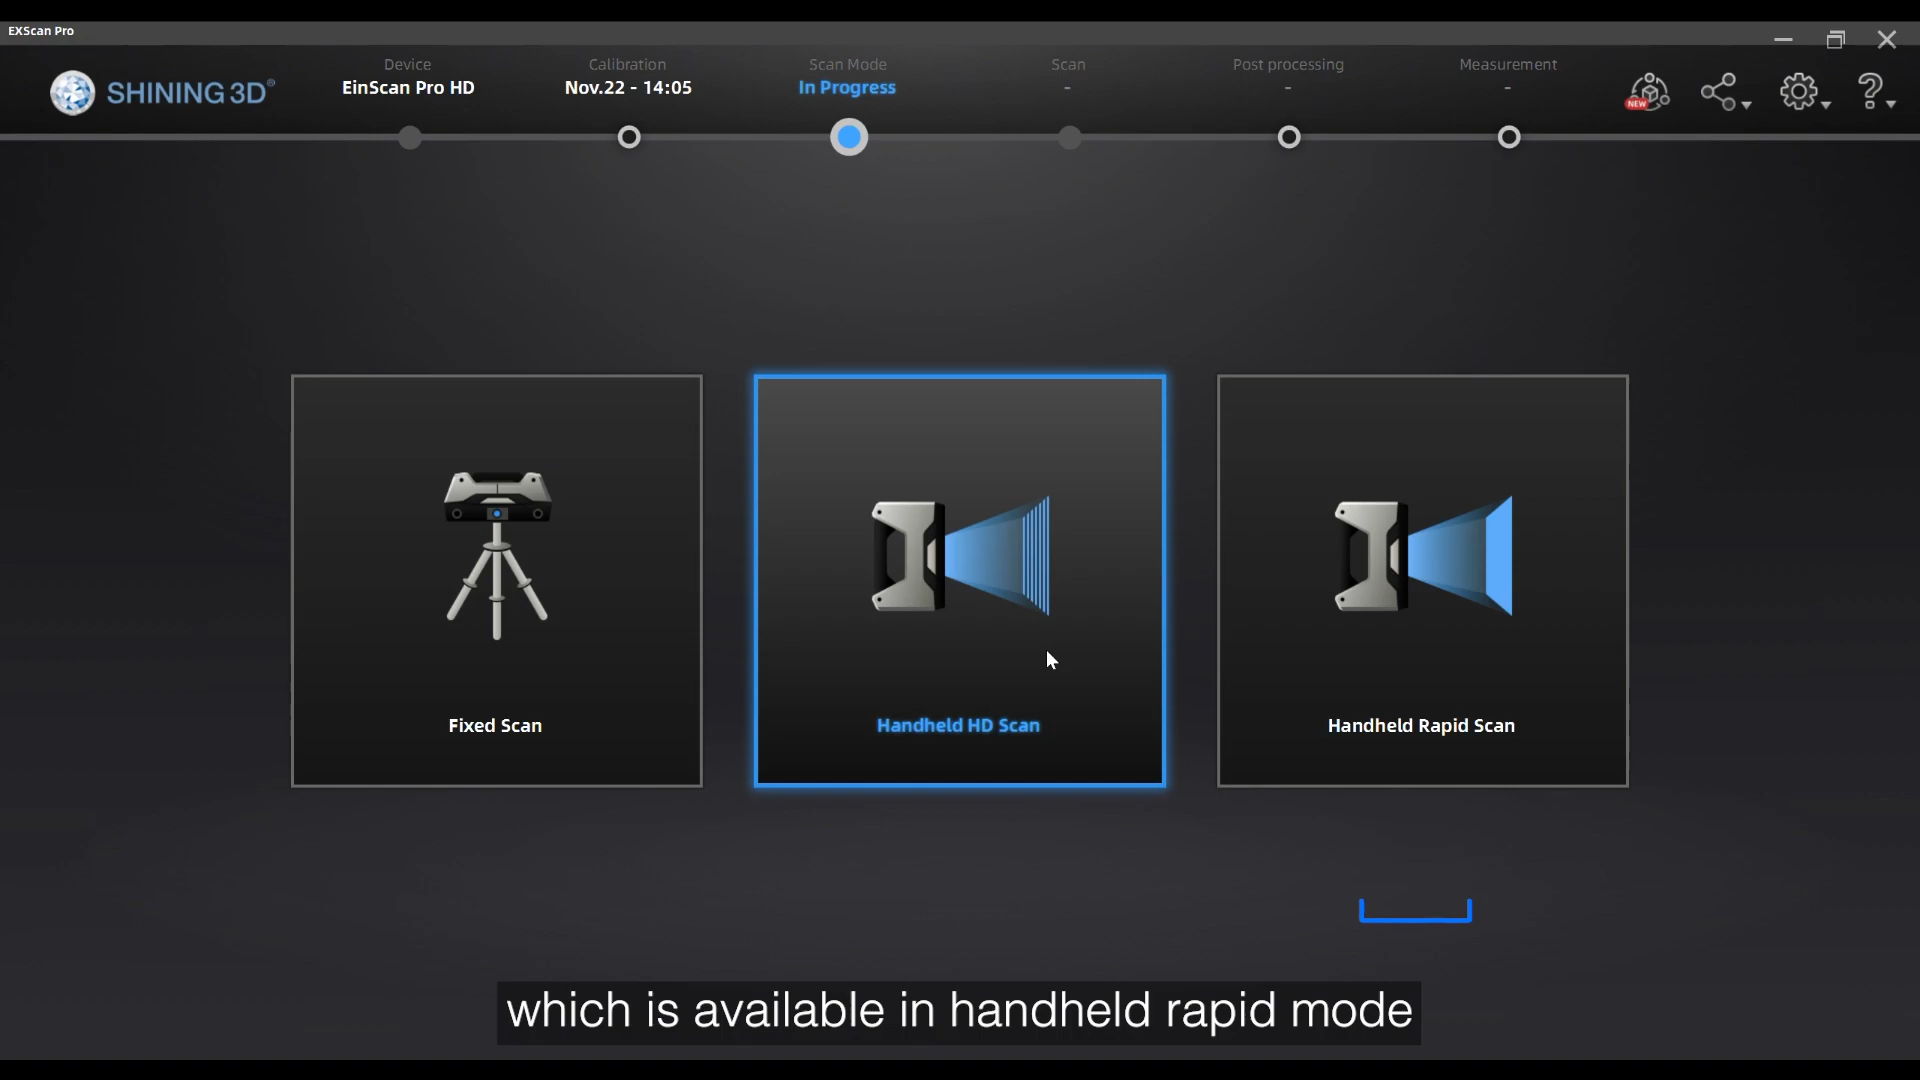 EXScan Pro
SHINING 3D®
Device
EinScan Pro HD
Calibration
Nov.22 - 14:05
Scan Mode
In Progress
Scan
-
Post processing
-
Measurement
-
NEW
?
Fixed Scan
Handheld HD Scan
Handheld Rapid Scan
which is available in handheld rapid mode